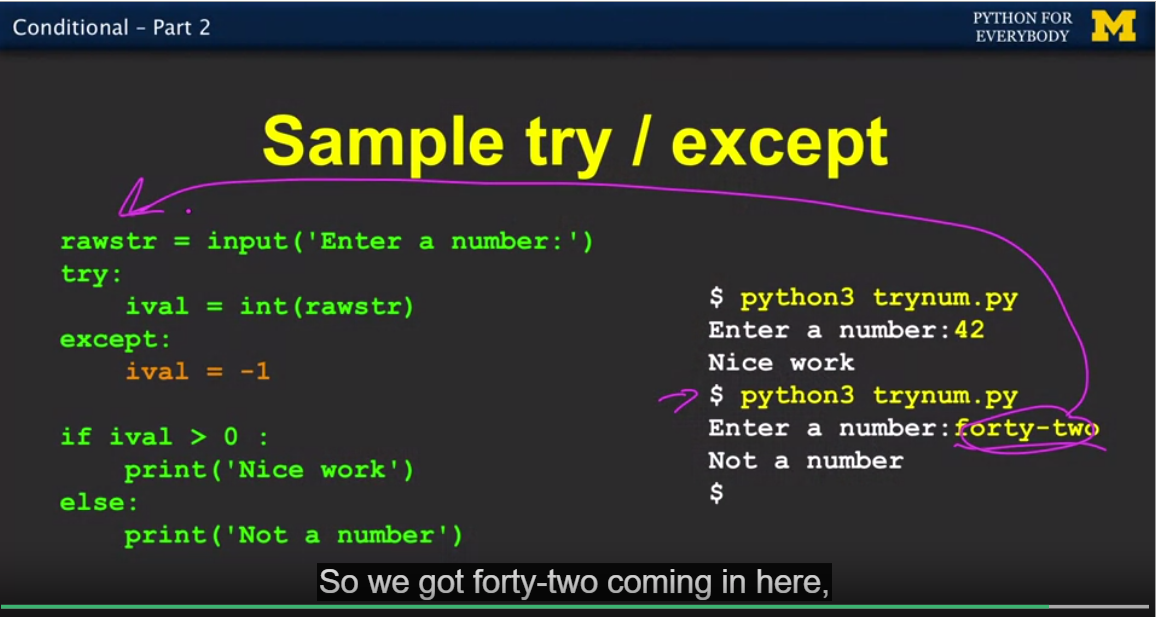 Conditional – Part 2
PYTHON FOR
EVERYBODY
M
Sample try / except
rawstr = input('Enter a number:')
try:
    ival = int(rawstr)
except:
    ival = -1
if ival > 0 :
    print('Nice work')
else:
    print('Not a number')
$ python3 trynum.py
Enter a number:42
Nice work
$ python3 trynum.py
Enter a number:forty-two
Not a number
$
So we got forty-two coming in here,